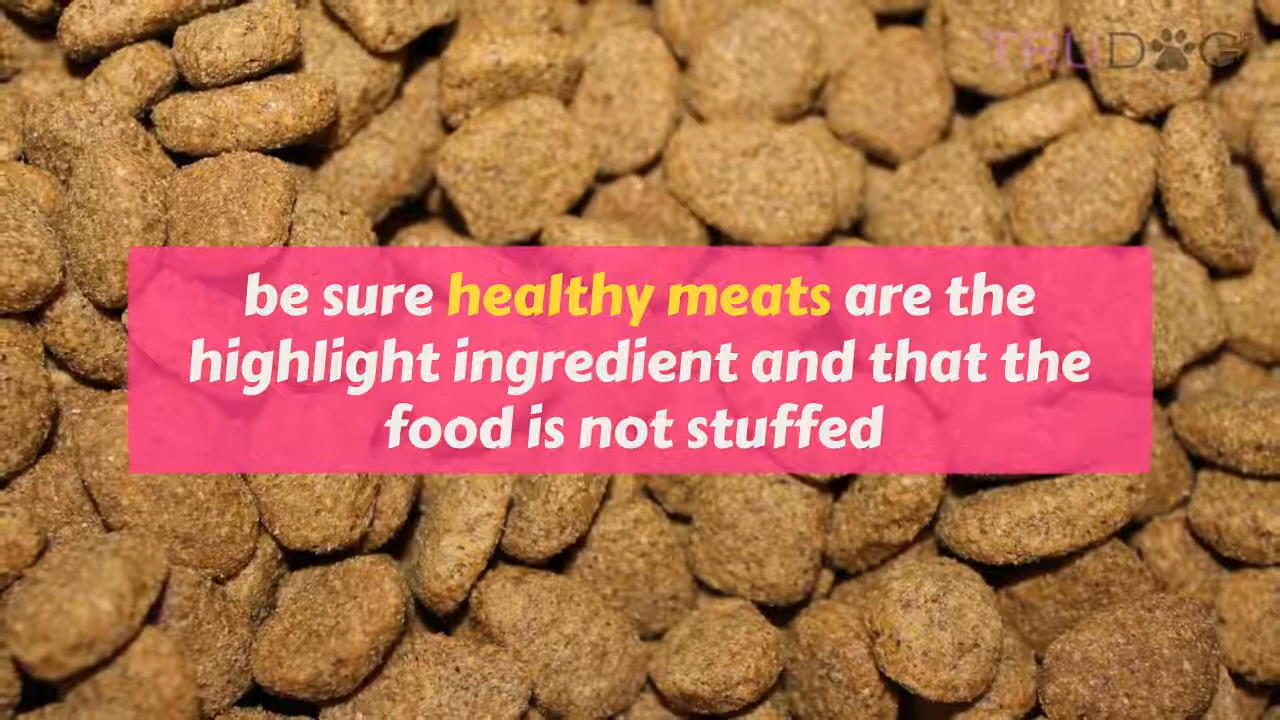 TRUDOG
be sure healthy meats are the
highlight ingredient and that the
food is not stuffed